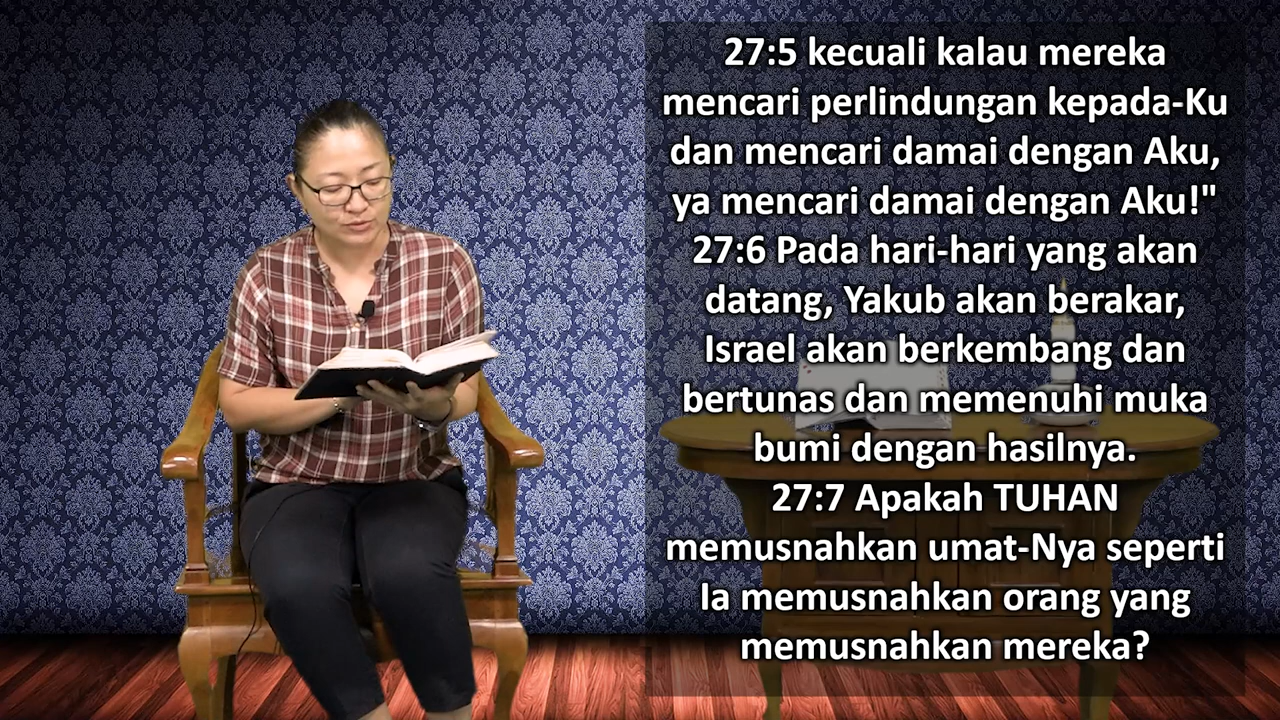 27:5 kecuali kalau mereka
mencari perlindungan kepada-Ku
dan mencari damai dengan Aku,
ya mencari damai dengan Aku!"
27:6 Pada hari-hari yang akan
datang, Yakub akan berakar,
Israel akan berkembang dan
bertunas dan memenuhi muka
bumi dengan hasilnya.
27:7 Apakah TUHAN
memusnahkan umat-Nya seperti
Ia memusnahkan orang yang
memusnahkan mereka?